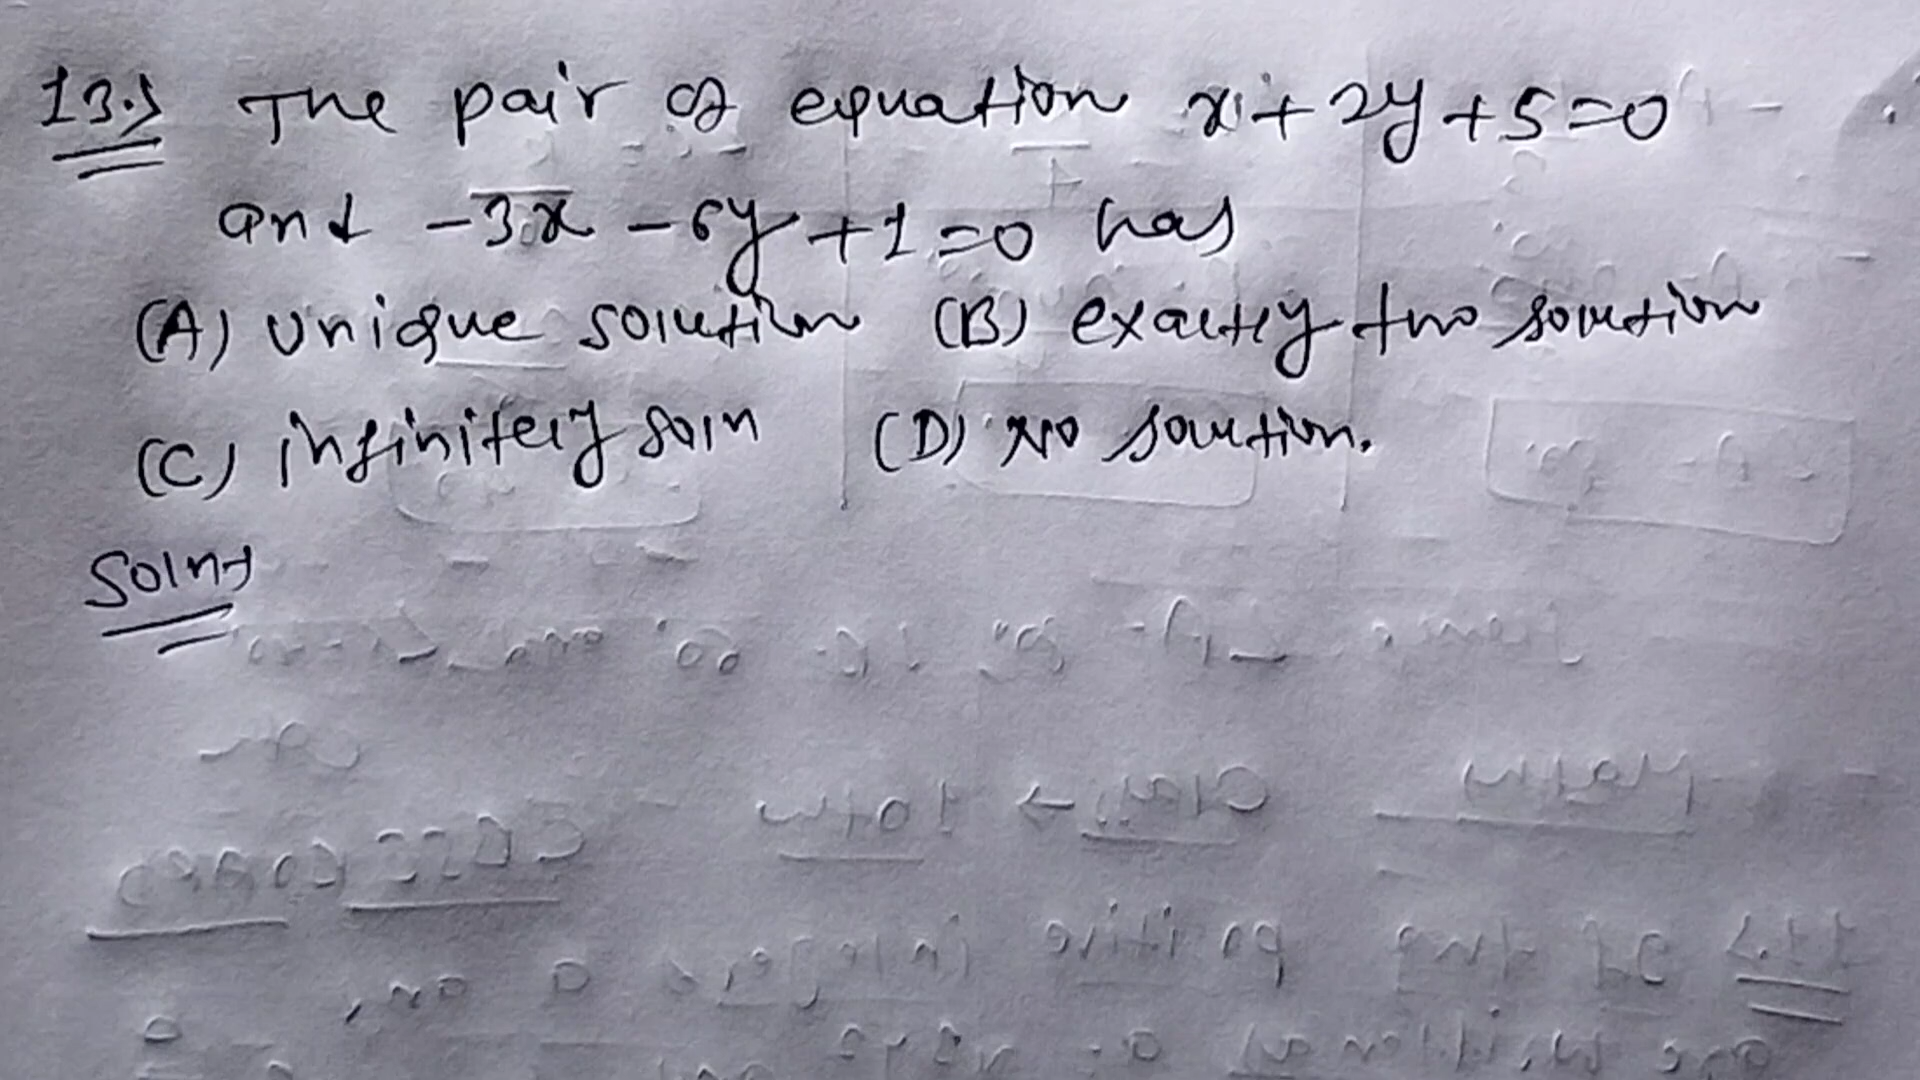 13.> The pair of equation x + 2y + 5 = 0
and -3x - 6y + 1 = 0 has
(A) unique solution (B) exactly two solution
(C) infinitely soln (D) No solution.
Soln→